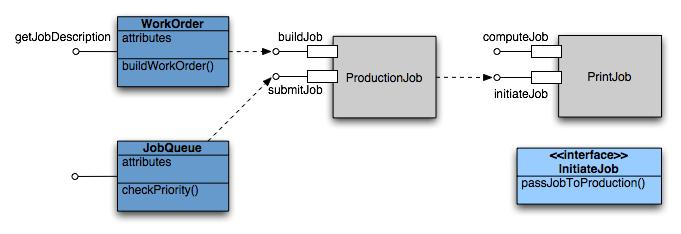 WorkOrder
getJobDescription
attributes
buildWorkOrder()
buildJob
submitJob
ProductionJob
computeJob
initiateJob
PrintJob
JobQueue
attributes
checkPriority()
<<interface>>
InitiateJob
passJobToProduction()